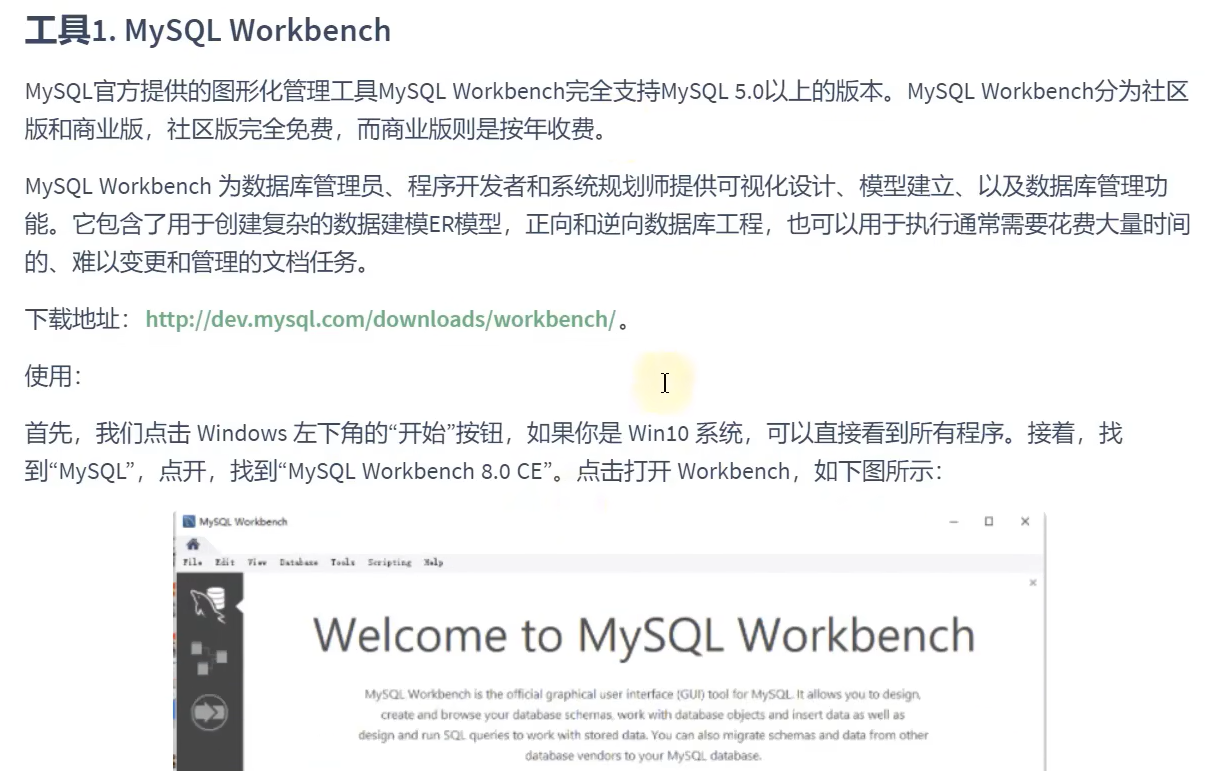 工具1. MySQL Workbench
MySQL官方提供的图形化管理工具MySQL Workbench完全支持MySQL 5.0以上的版本。MySQL Workbench分为社区
版和商业版，社区版完全免费，而商业版则是按年收费。
MySQL Workbench 为数据库管理员、程序开发者和系统规划师提供可视化设计、模型建立、以及数据库管理功
能。它包含了用于创建复杂的数据建模ER模型，正向和逆向数据库工程，也可以用于执行通常需要花费大量时间
的、难以变更和管理的文档任务。
下载地址：http://dev.mysql.com/downloads/workbench/。
使用：
首先，我们点击 Windows 左下角的“开始”按钮，如果你是 Win10 系统，可以直接看到所有程序。接着，找
到“MySQL”，点开，找到“MySQL Workbench 8.0 CE”。点击打开 Workbench，如下图所示：
MySQL Workbench
File Edit View Database Tools Scripting Help
Welcome to MySQL Workbench
MySQL Workbench is the official graphical user interface (GUI) tool for MySQL. It allows you to design,
create and browse your database schemas, work with database objects and insert data as well as
design and run SQL queries to work with stored data. You can also migrate schemas and data from other
database vendors to your MySQL database.